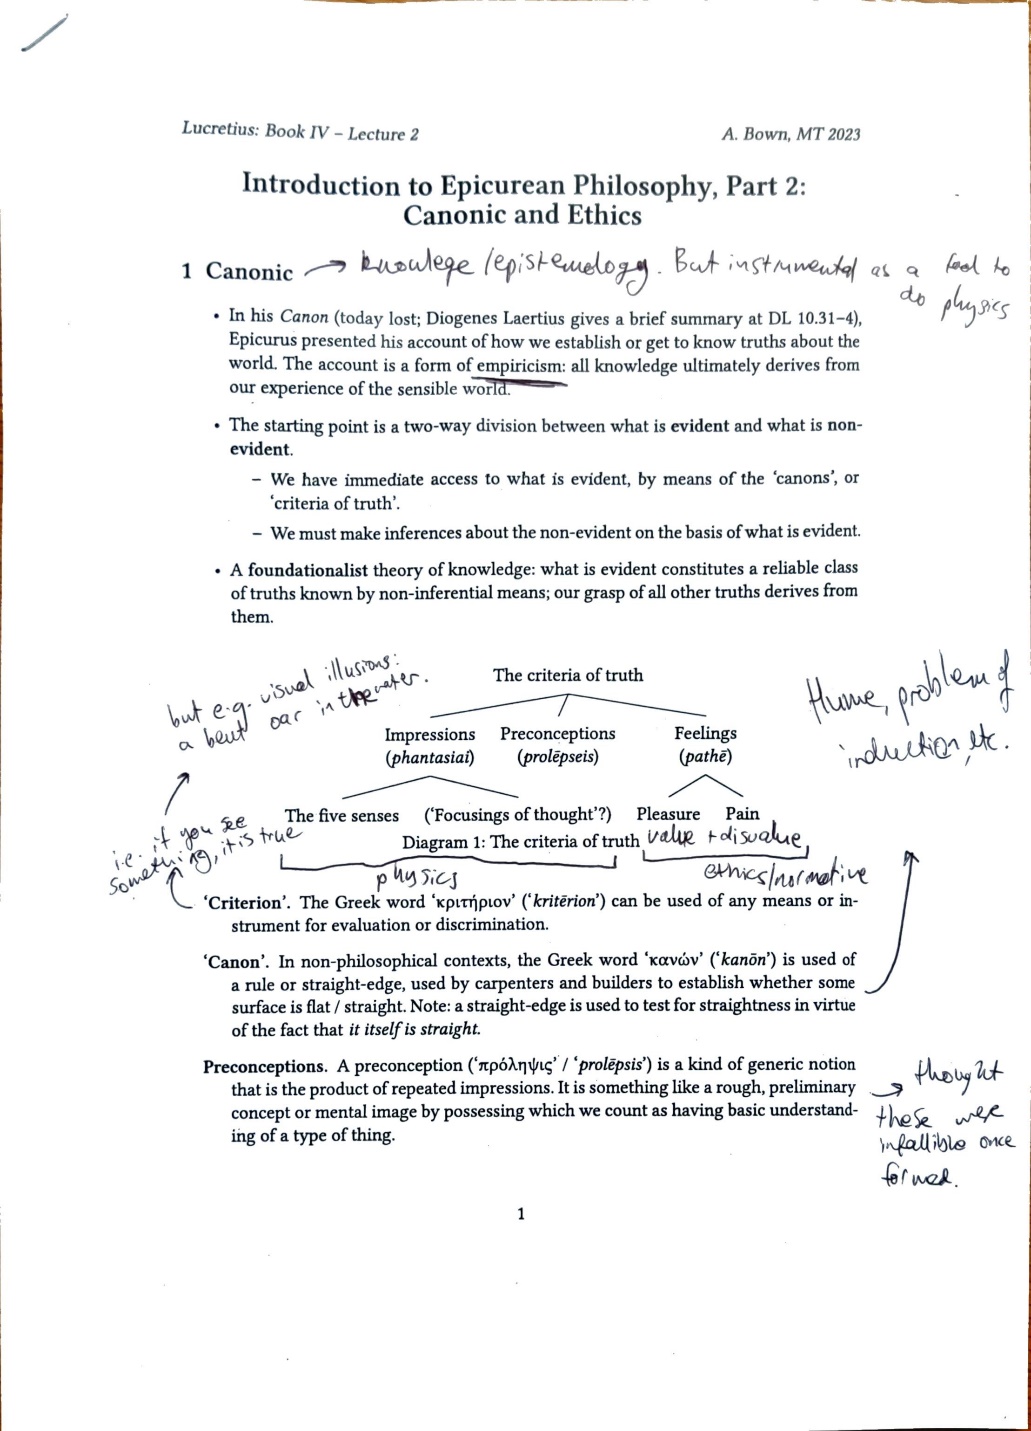 Lucretius: Book IV – Lecture 2
A. Bown, MT 2023
Introduction to Epicurean Philosophy, Part 2:
Canonic and Ethics
1 Canonic → knowlege/epistemology. But instrumental as a tool to
do physics
• In his Canon (today lost; Diogenes Laertius gives a brief summary at DL 10.31–4),
Epicurus presented his account of how we establish or get to know truths about the
world. The account is a form of empiricism: all knowledge ultimately derives from
our experience of the sensible world.
• The starting point is a two-way division between what is evident and what is non-
evident.
– We have immediate access to what is evident, by means of the ‘canons’, or
‘criteria of truth’.
– We must make inferences about the non-evident on the basis of what is evident.
• A foundationalist theory of knowledge: what is evident constitutes a reliable class
of truths known by non-inferential means; our grasp of all other truths derives from
them.
but e.g. visual illusions:
a bent oar in the water.
The criteria of truth
Hume, problem of
induction, etc.
Impressions Preconceptions Feelings
(phantasiai) (prolēpseis) (pathē)
The five senses (‘Focusings of thought’?) Pleasure Pain
i.e. if you see
something, it is true
Diagram 1: The criteria of truth value + disvalue
physics ethics/normative
‘Criterion’. The Greek word ‘κριτήριον’ (‘kritērion’) can be used of any means or in-
strument for evaluation or discrimination.
‘Canon’. In non-philosophical contexts, the Greek word ‘κανών’ (‘kanōn’) is used of
a rule or straight-edge, used by carpenters and builders to establish whether some
surface is flat / straight. Note: a straight-edge is used to test for straightness in virtue
of the fact that it itself is straight.
Preconceptions. A preconception (‘πρόληψις’ / ‘prolēpsis’) is a kind of generic notion
that is the product of repeated impressions. It is something like a rough, preliminary
concept or mental image by possessing which we count as having basic understand-
ing of a type of thing.
→ thought
these were
infallible once
formed.
1